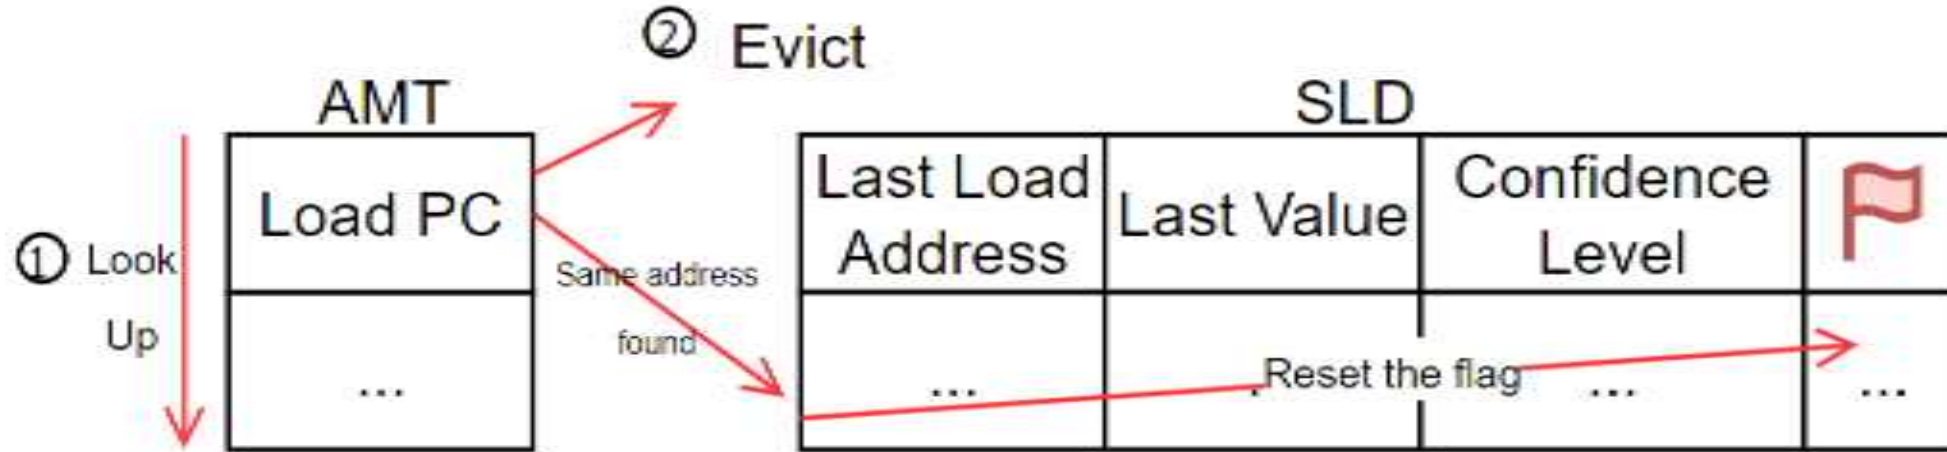 ② Evict
AMT
SLD
① Look
Up
Load PC
...
Same address
found
Last Load
Address
Last Value
Confidence
Level
...
Reset the flag
...
...